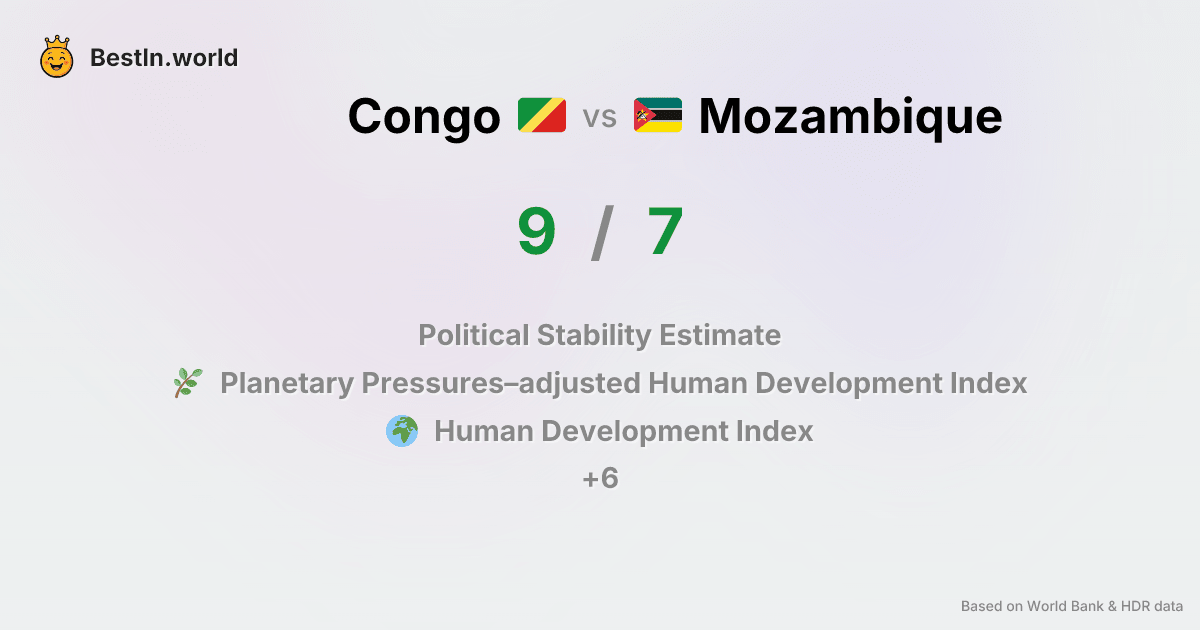 BestIn.world
Congo vs Mozambique
9 / 7
Political Stability Estimate
Planetary Pressures–adjusted Human Development Index
Human Development Index
+6
Based on World Bank & HDR data